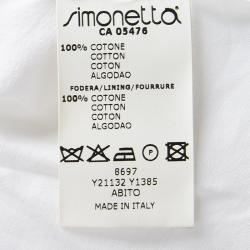 simonetta®
CA 05476
100% COTONE
COTTON
COTON
ALGODAO
FODERA/LINING/FOURRURE
100% COTONE
COTTON
COTON
ALGODAO
P
8697
Y21132 Y1385
ABITO
MADE IN ITALY